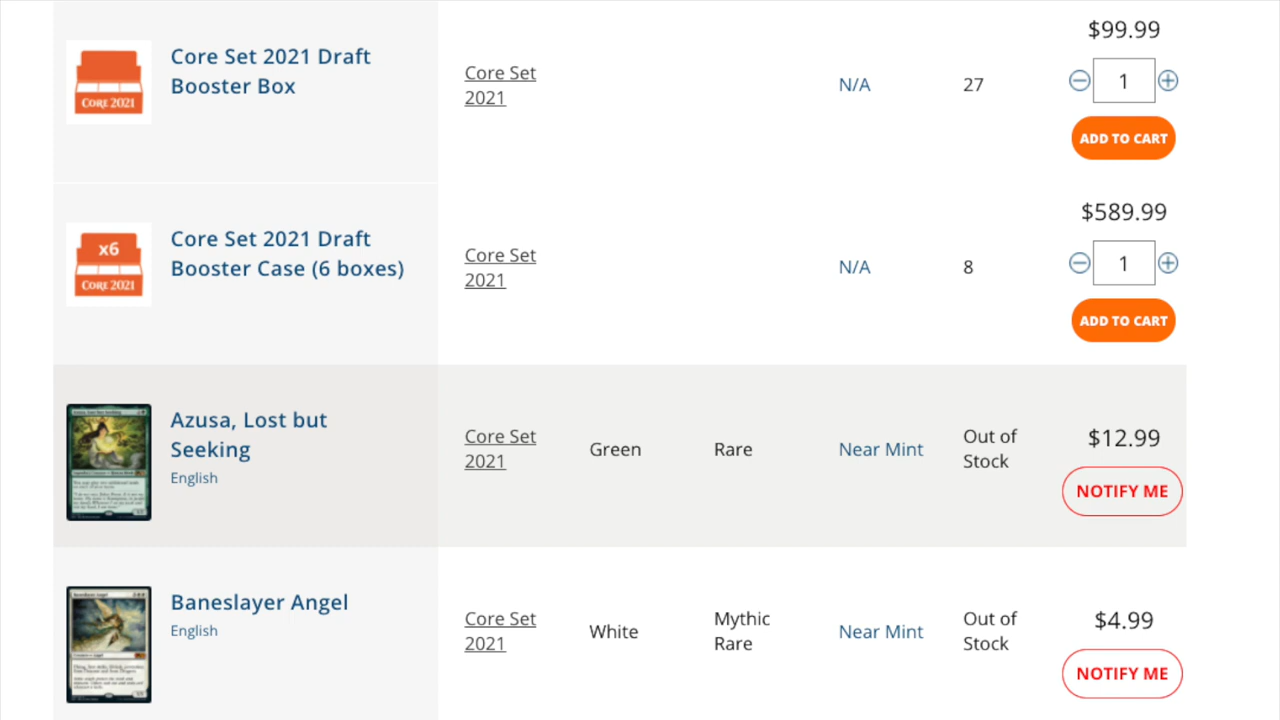 $99.99
Core Set 2021 Draft
Booster Box
Core Set
2021
N/A
27
1
ADD TO CART
CORE 2021
$589.99
Core Set 2021 Draft
Booster Case (6 boxes)
Core Set
2021
N/A
8
1
ADD TO CART
x6
CORE 2021
Azusa, Lost but
Seeking
English
Core Set
2021
Green
Rare
Near Mint
Out of
Stock
$12.99
NOTIFY ME
Baneslayer Angel
English
Core Set
2021
White
Mythic
Rare
Near Mint
Out of
Stock
$4.99
NOTIFY ME